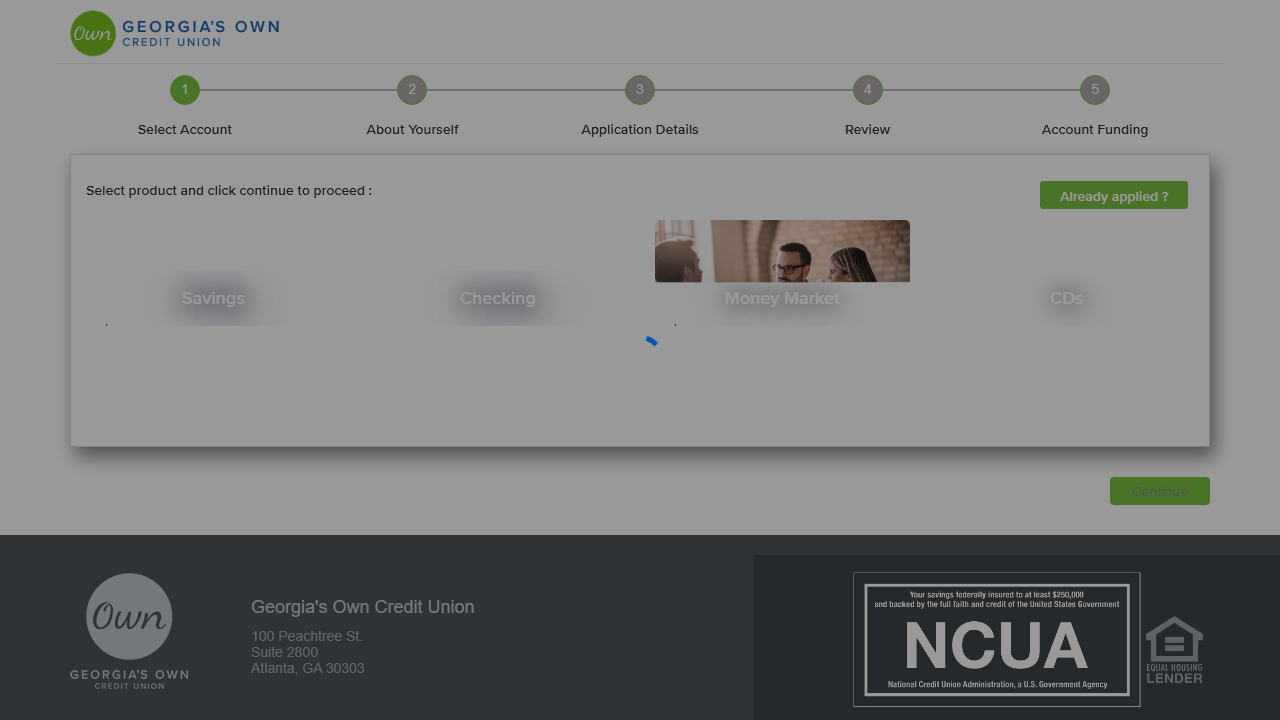 Own
GEORGIA'S OWN
CREDIT UNION
1
2
3
4
5
Select Account
About Yourself
Application Details
Review
Account Funding
Select product and click continue to proceed :
Already applied ?
Savings
Checking
Money Market
CDs
Continue
Own
GEORGIA'S OWN
CREDIT UNION
Georgia's Own Credit Union
100 Peachtree St.
Suite 2800
Atlanta, GA 30303
Your savings federally insured to at least $250,000
and backed by the full faith and credit of the United States Government
NCUA
National Credit Union Administration, a U.S. Government Agency
EQUAL HOUSING
LENDER